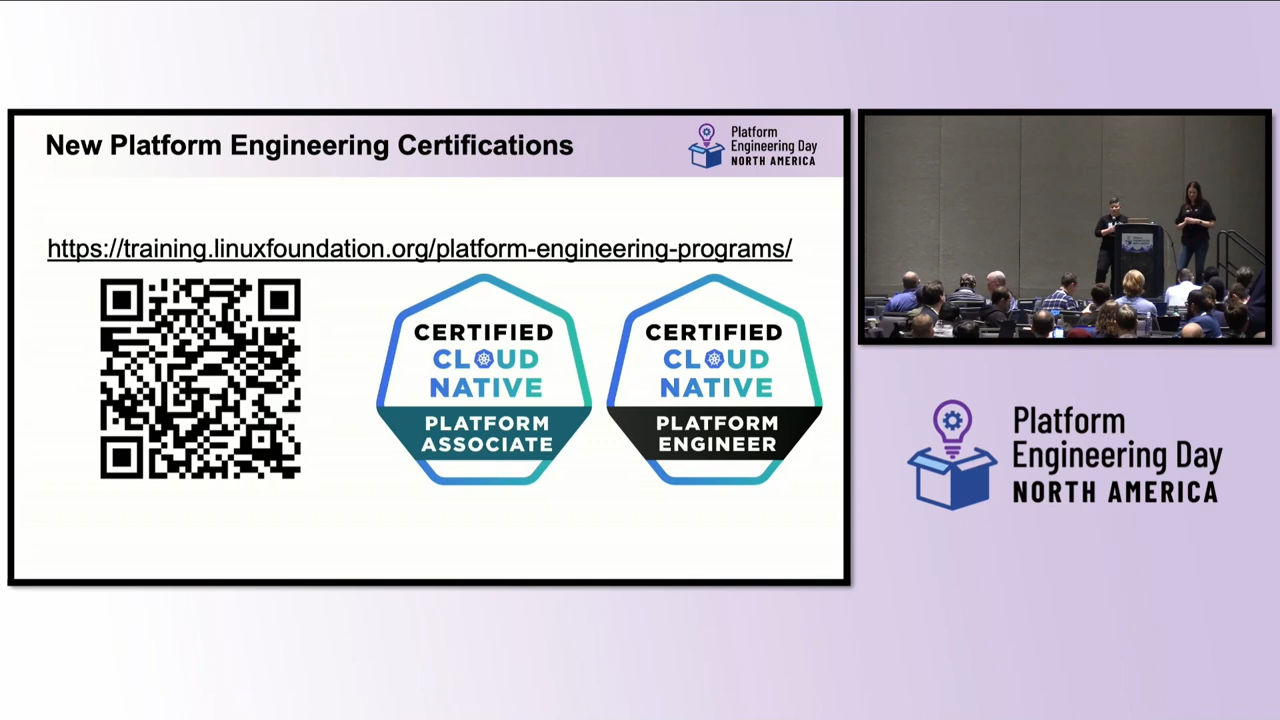 New Platform Engineering Certifications
Platform
Engineering Day
NORTH AMERICA
https://training.linuxfoundation.org/platform-engineering-programs/
CERTIFIED
CLOUD
NATIVE
PLATFORM
ASSOCIATE
CERTIFIED
CLOUD
NATIVE
PLATFORM
ENGINEER
Platform
Engineering Day
NORTH AMERICA